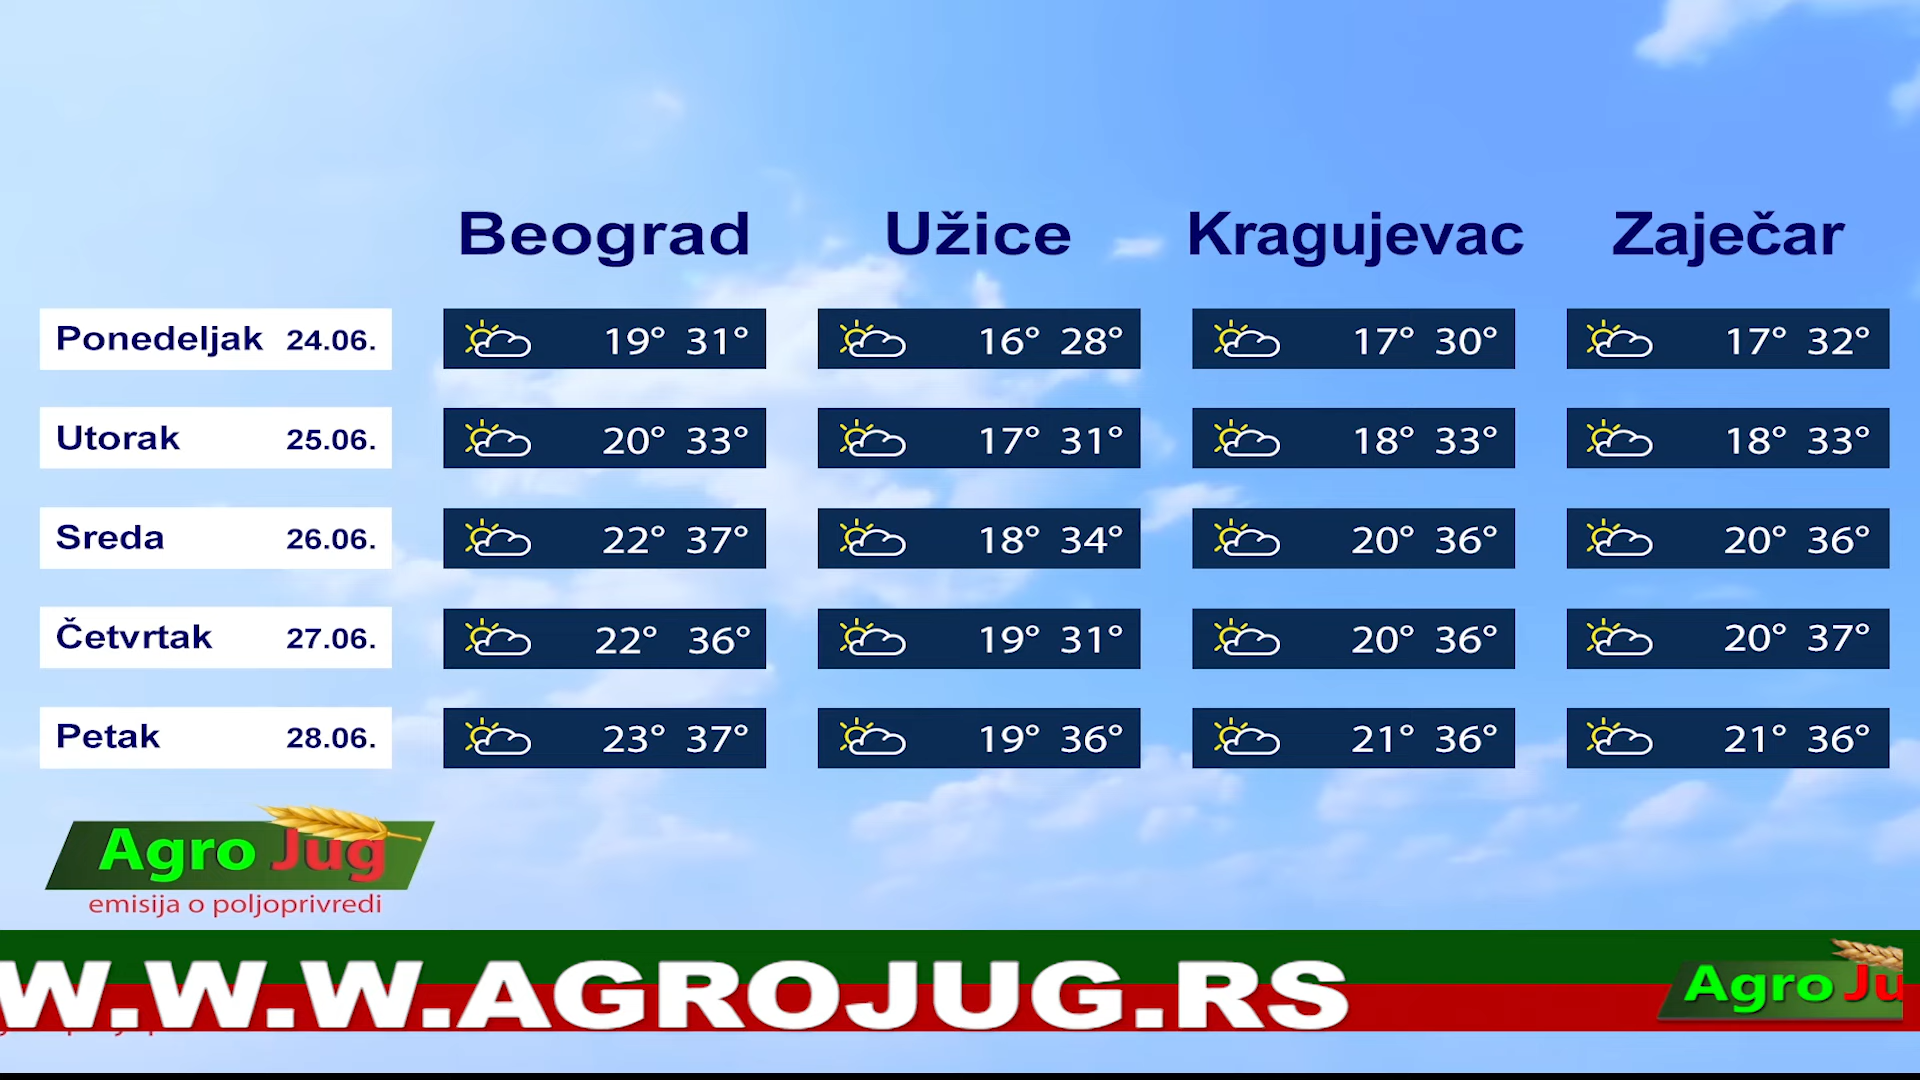 Beograd Užice Kragujevac Zaječar
Ponedeljak 24.06. 19° 31° 16° 28° 17° 30° 17° 32°
Utorak 25.06. 20° 33° 17° 31° 18° 33° 18° 33°
Sreda 26.06. 22° 37° 18° 34° 20° 36° 20° 36°
Četvrtak 27.06. 22° 36° 19° 31° 20° 36° 20° 37°
Petak 28.06. 23° 37° 19° 36° 21° 36° 21° 36°
Agro Jug
emisija o poljoprivredi
W.W.W.AGROJUG.RS
Agro Ju